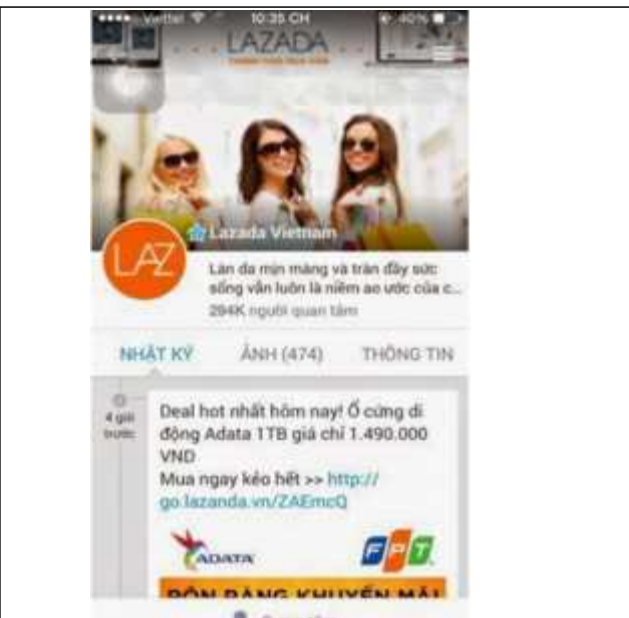 Viettel 10:35 CH 40%
LAZADA
Lazada Vietnam
LAZ
Làn da mịn màng và tràn đầy sức
sống vẫn luôn là niềm ao ước của c...
294K người quan tâm
NHẬT KÝ ẢNH (474) THÔNG TIN
4 giờ
trước
Deal hot nhất hôm nay! Ổ cứng di
động Adata 1TB giá chỉ 1.490.000
VND
Mua ngay kẻo hết >> http://
go.lazanda.vn/ZAEmcQ
ADATA FPT
KHUYẾN MÃI